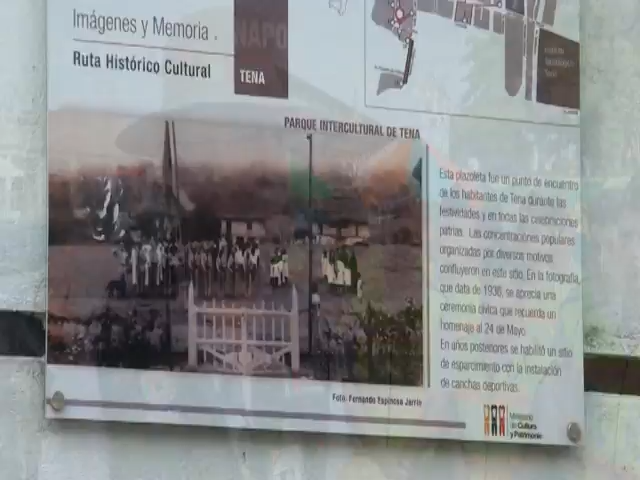 Imágenes y Memoria .
Ruta Histórico Cultural
NAPO
TENA
PARQUE INTERCULTURAL DE TENA
Esta plazoleta fue un punto de encuentro
de los habitantes de Tena durante las
festividades y en todas las celebraciones
patrias. Las concentraciones populares
organizadas por diversos motivos
confluyeron en este sitio. En la fotografía,
que data de 1936, se aprecia una
ceremonia cívica que recuerda un
homenaje al 24 de Mayo.
En años posteriores se habilitó un sitio
de esparcimiento con la instalación
de canchas deportivas.
Foto: Fernando Espinosa Jarrín
Ministerio
de Cultura
y Patrimonio